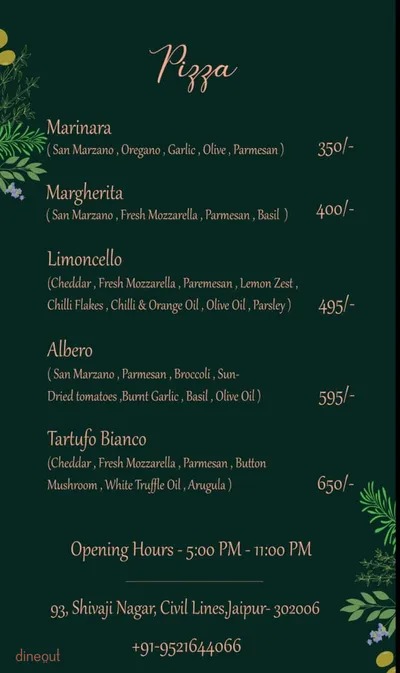 Pizza
Marinara
( San Marzano , Oregano , Garlic , Olive , Parmesan ) 350/-
Margherita
( San Marzano , Fresh Mozzarella , Parmesan , Basil ) 400/-
Limoncello
(Cheddar , Fresh Mozzarella , Paremesan , Lemon Zest ,
Chilli Flakes , Chilli & Orange Oil , Olive Oil , Parsley ) 495/-
Albero
( San Marzano , Parmesan , Broccoli , Sun-
Dried tomatoes ,Burnt Garlic , Basil , Olive Oil ) 595/-
Tartufo Bianco
(Cheddar , Fresh Mozzarella , Parmesan , Button
Mushroom , White Truffle Oil , Arugula ) 650/-
Opening Hours - 5:00 PM - 11:00 PM
93, Shivaji Nagar, Civil Lines,Jaipur- 302006
+91-9521644066
dineout